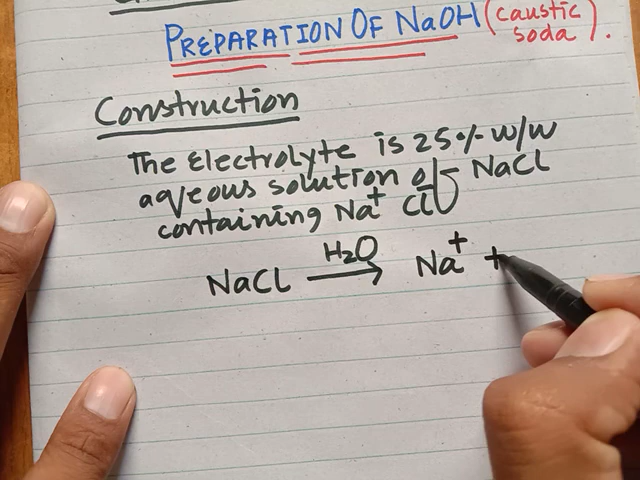 PREPARATION OF NaOH (caustic soda).
Construction
The Electrolyte is 25% w/w
aqeous solution of NaCl
containing Na⁺ Cl⁻
NaCl →(H₂O) Na⁺ +